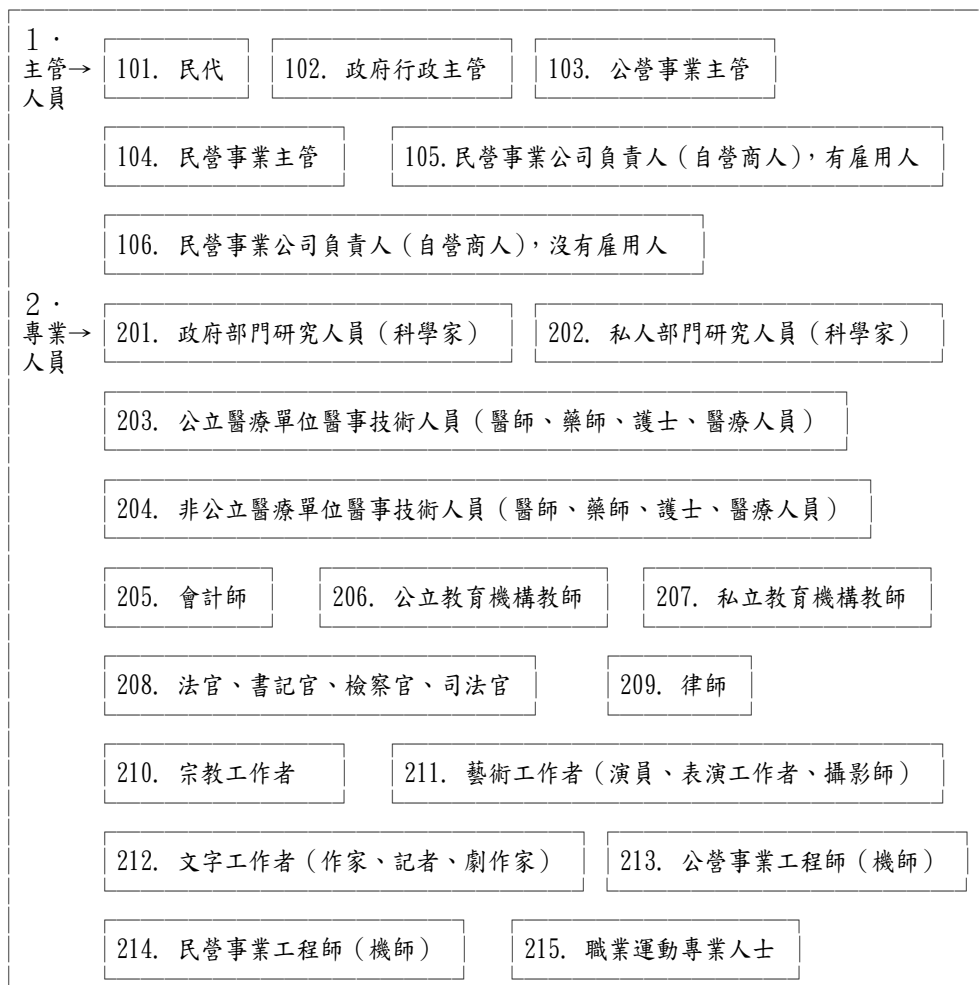 1．
主管→ 101. 民代 102. 政府行政主管 103. 公營事業主管
人員
104. 民營事業主管 105.民營事業公司負責人（自營商人），有雇用人
106. 民營事業公司負責人（自營商人），沒有雇用人
2．
專業→ 201. 政府部門研究人員（科學家） 202. 私人部門研究人員（科學家）
人員
203. 公立醫療單位醫事技術人員（醫師、藥師、護士、醫療人員）
204. 非公立醫療單位醫事技術人員（醫師、藥師、護士、醫療人員）
205. 會計師 206. 公立教育機構教師 207. 私立教育機構教師
208. 法官、書記官、檢察官、司法官 209. 律師
210. 宗教工作者 211. 藝術工作者（演員、表演工作者、攝影師）
212. 文字工作者（作家、記者、劇作家） 213. 公營事業工程師（機師）
214. 民營事業工程師（機師） 215. 職業運動專業人士